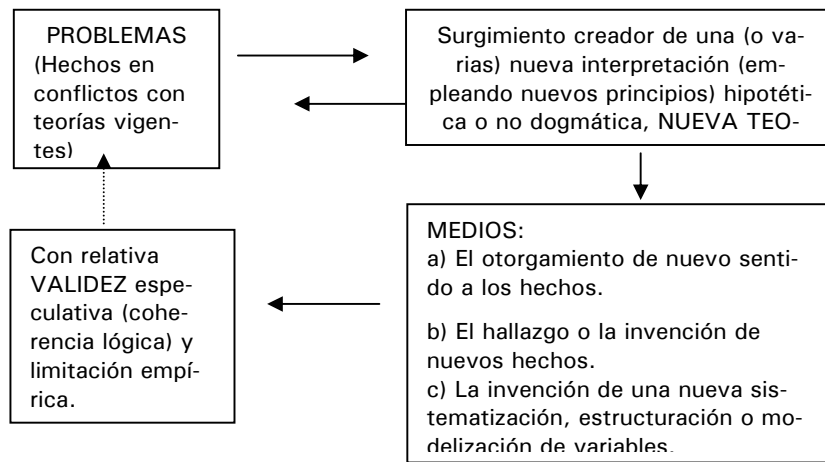 PROBLEMAS
(Hechos en
conflictos con
teorías vigen-
tes)
Surgimiento creador de una (o va-
rias) nueva interpretación (em-
pleando nuevos principios) hipotéti-
ca o no dogmática, NUEVA TEO-
MEDIOS:
a) El otorgamiento de nuevo senti-
do a los hechos.
b) El hallazgo o la invención de
nuevos hechos.
c) La invención de una nueva sis-
tematización, estructuración o mo-
delización de variables.
Con relativa
VALIDEZ espe-
culativa (cohe-
rencia lógica) y
limitación empí-
rica.